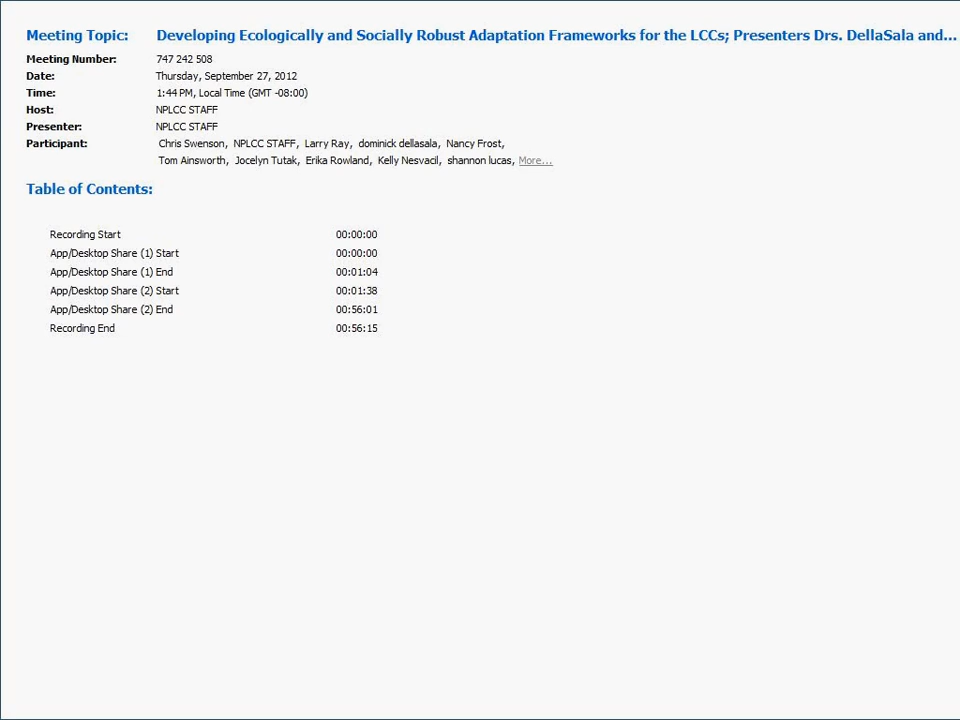 Meeting Topic: Developing Ecologically and Socially Robust Adaptation Frameworks for the LCCs; Presenters Drs. DellaSala and...
Meeting Number: 747 242 508
Date: Thursday, September 27, 2012
Time: 1:44 PM, Local Time (GMT -08:00)
Host: NPLCC STAFF
Presenter: NPLCC STAFF
Participant: Chris Swenson, NPLCC STAFF, Larry Ray, dominick dellasala, Nancy Frost,
Tom Ainsworth, Jocelyn Tutak, Erika Rowland, Kelly Nesvacil, shannon lucas, More...
Table of Contents:
Recording Start 00:00:00
App/Desktop Share (1) Start 00:00:00
App/Desktop Share (1) End 00:01:04
App/Desktop Share (2) Start 00:01:38
App/Desktop Share (2) End 00:56:01
Recording End 00:56:15